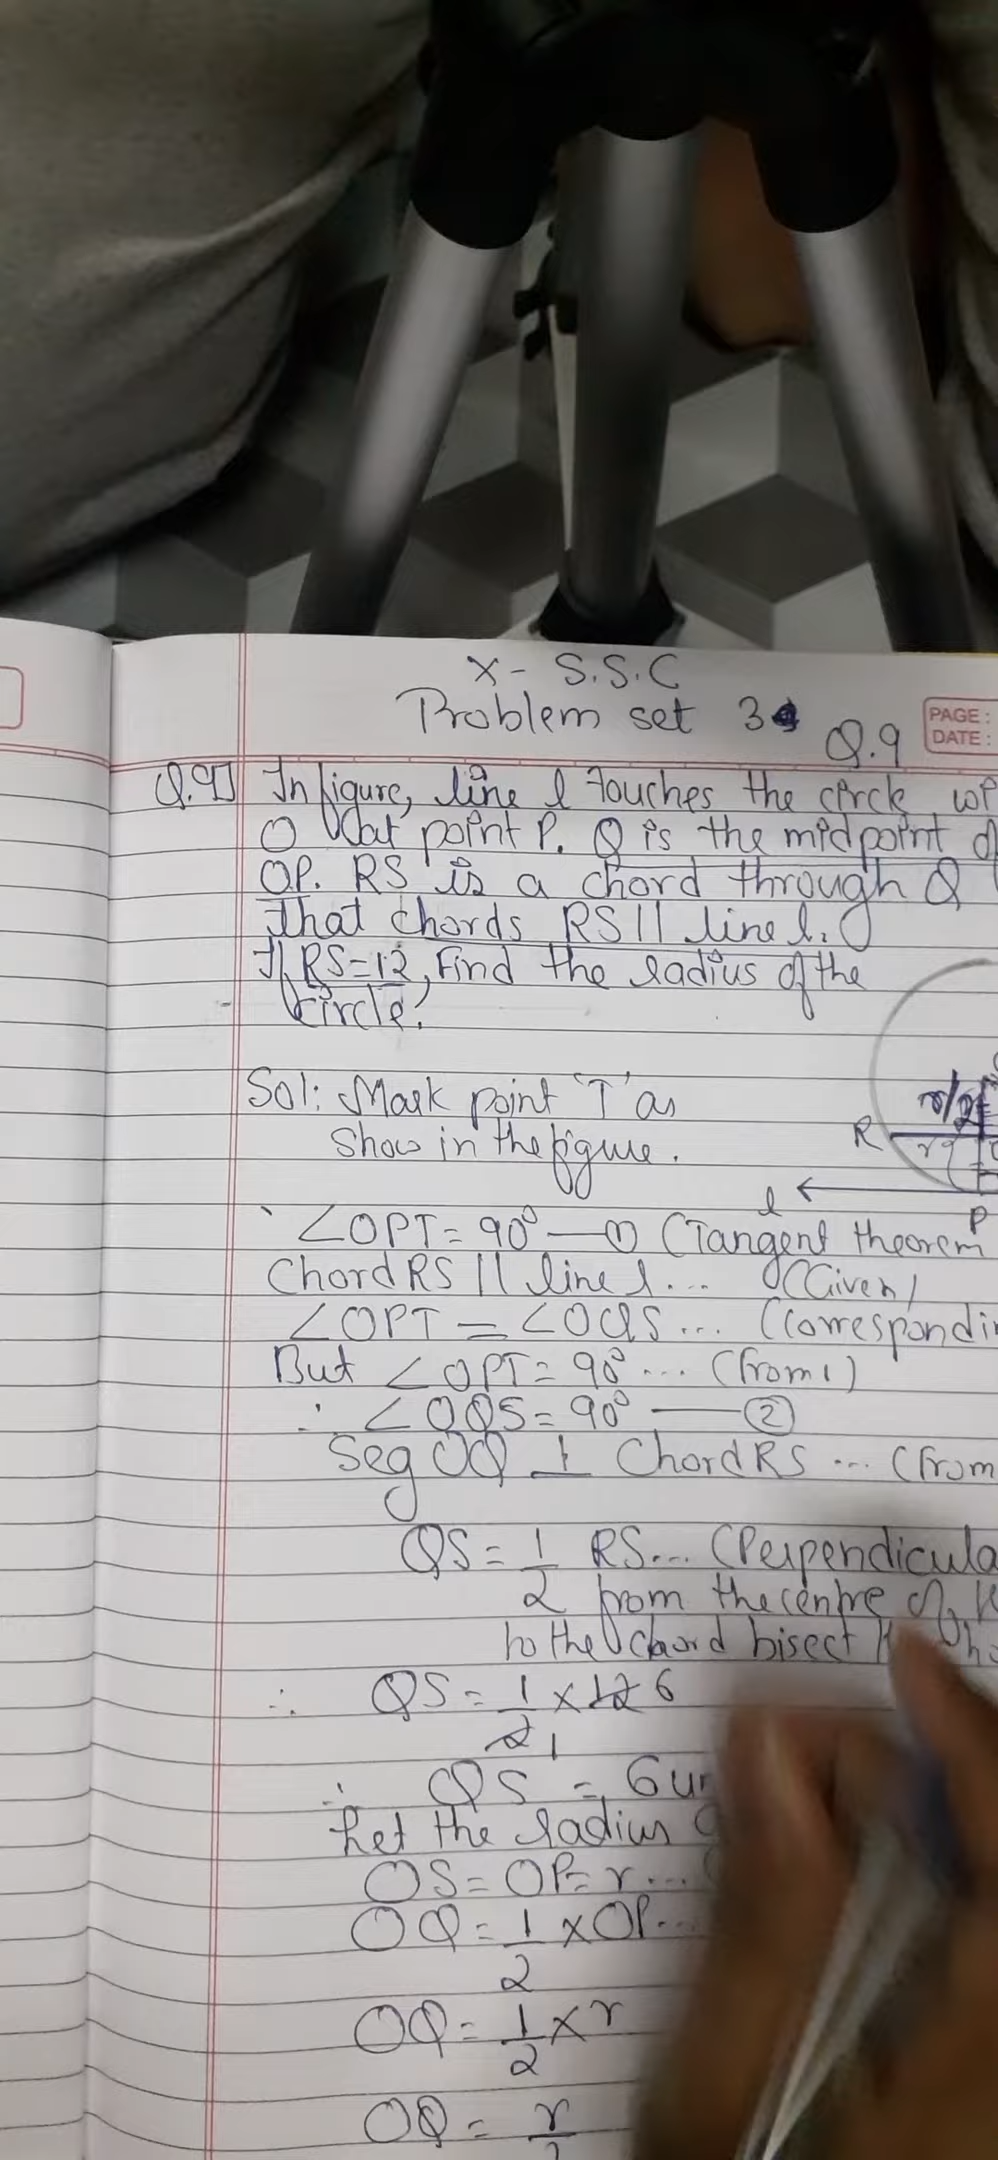 X - S.S.C
Problem set 3
Q.9
PAGE:
DATE:
Q.9] In figure, line l touches the circle
O at point P. Q is the midpoint
OP. RS is a chord through Q
that chords RS || line l.
If RS=12, Find the radius of the
circle.
r/2
Sol: Mark point 'T' as
Show in the figure.
R
l
P
∠OPT = 90° — ① (Tangent theorem
Chord RS || line l... (Given)
∠OPT = ∠OQS... (
But ∠OPT = 90° ... (from 1)
∴ ∠OQS = 90° — ②
Seg OQ ⊥ Chord RS ... (from
QS = 1/2 RS... (
from the centre of
to the chord bisect
∴ QS = 1/2 × 12 6
1
∴ QS = 6
Let the radius
OS = OP = r...
OQ = 1/2 × OP...
OQ = 1/2 × r
OQ = r